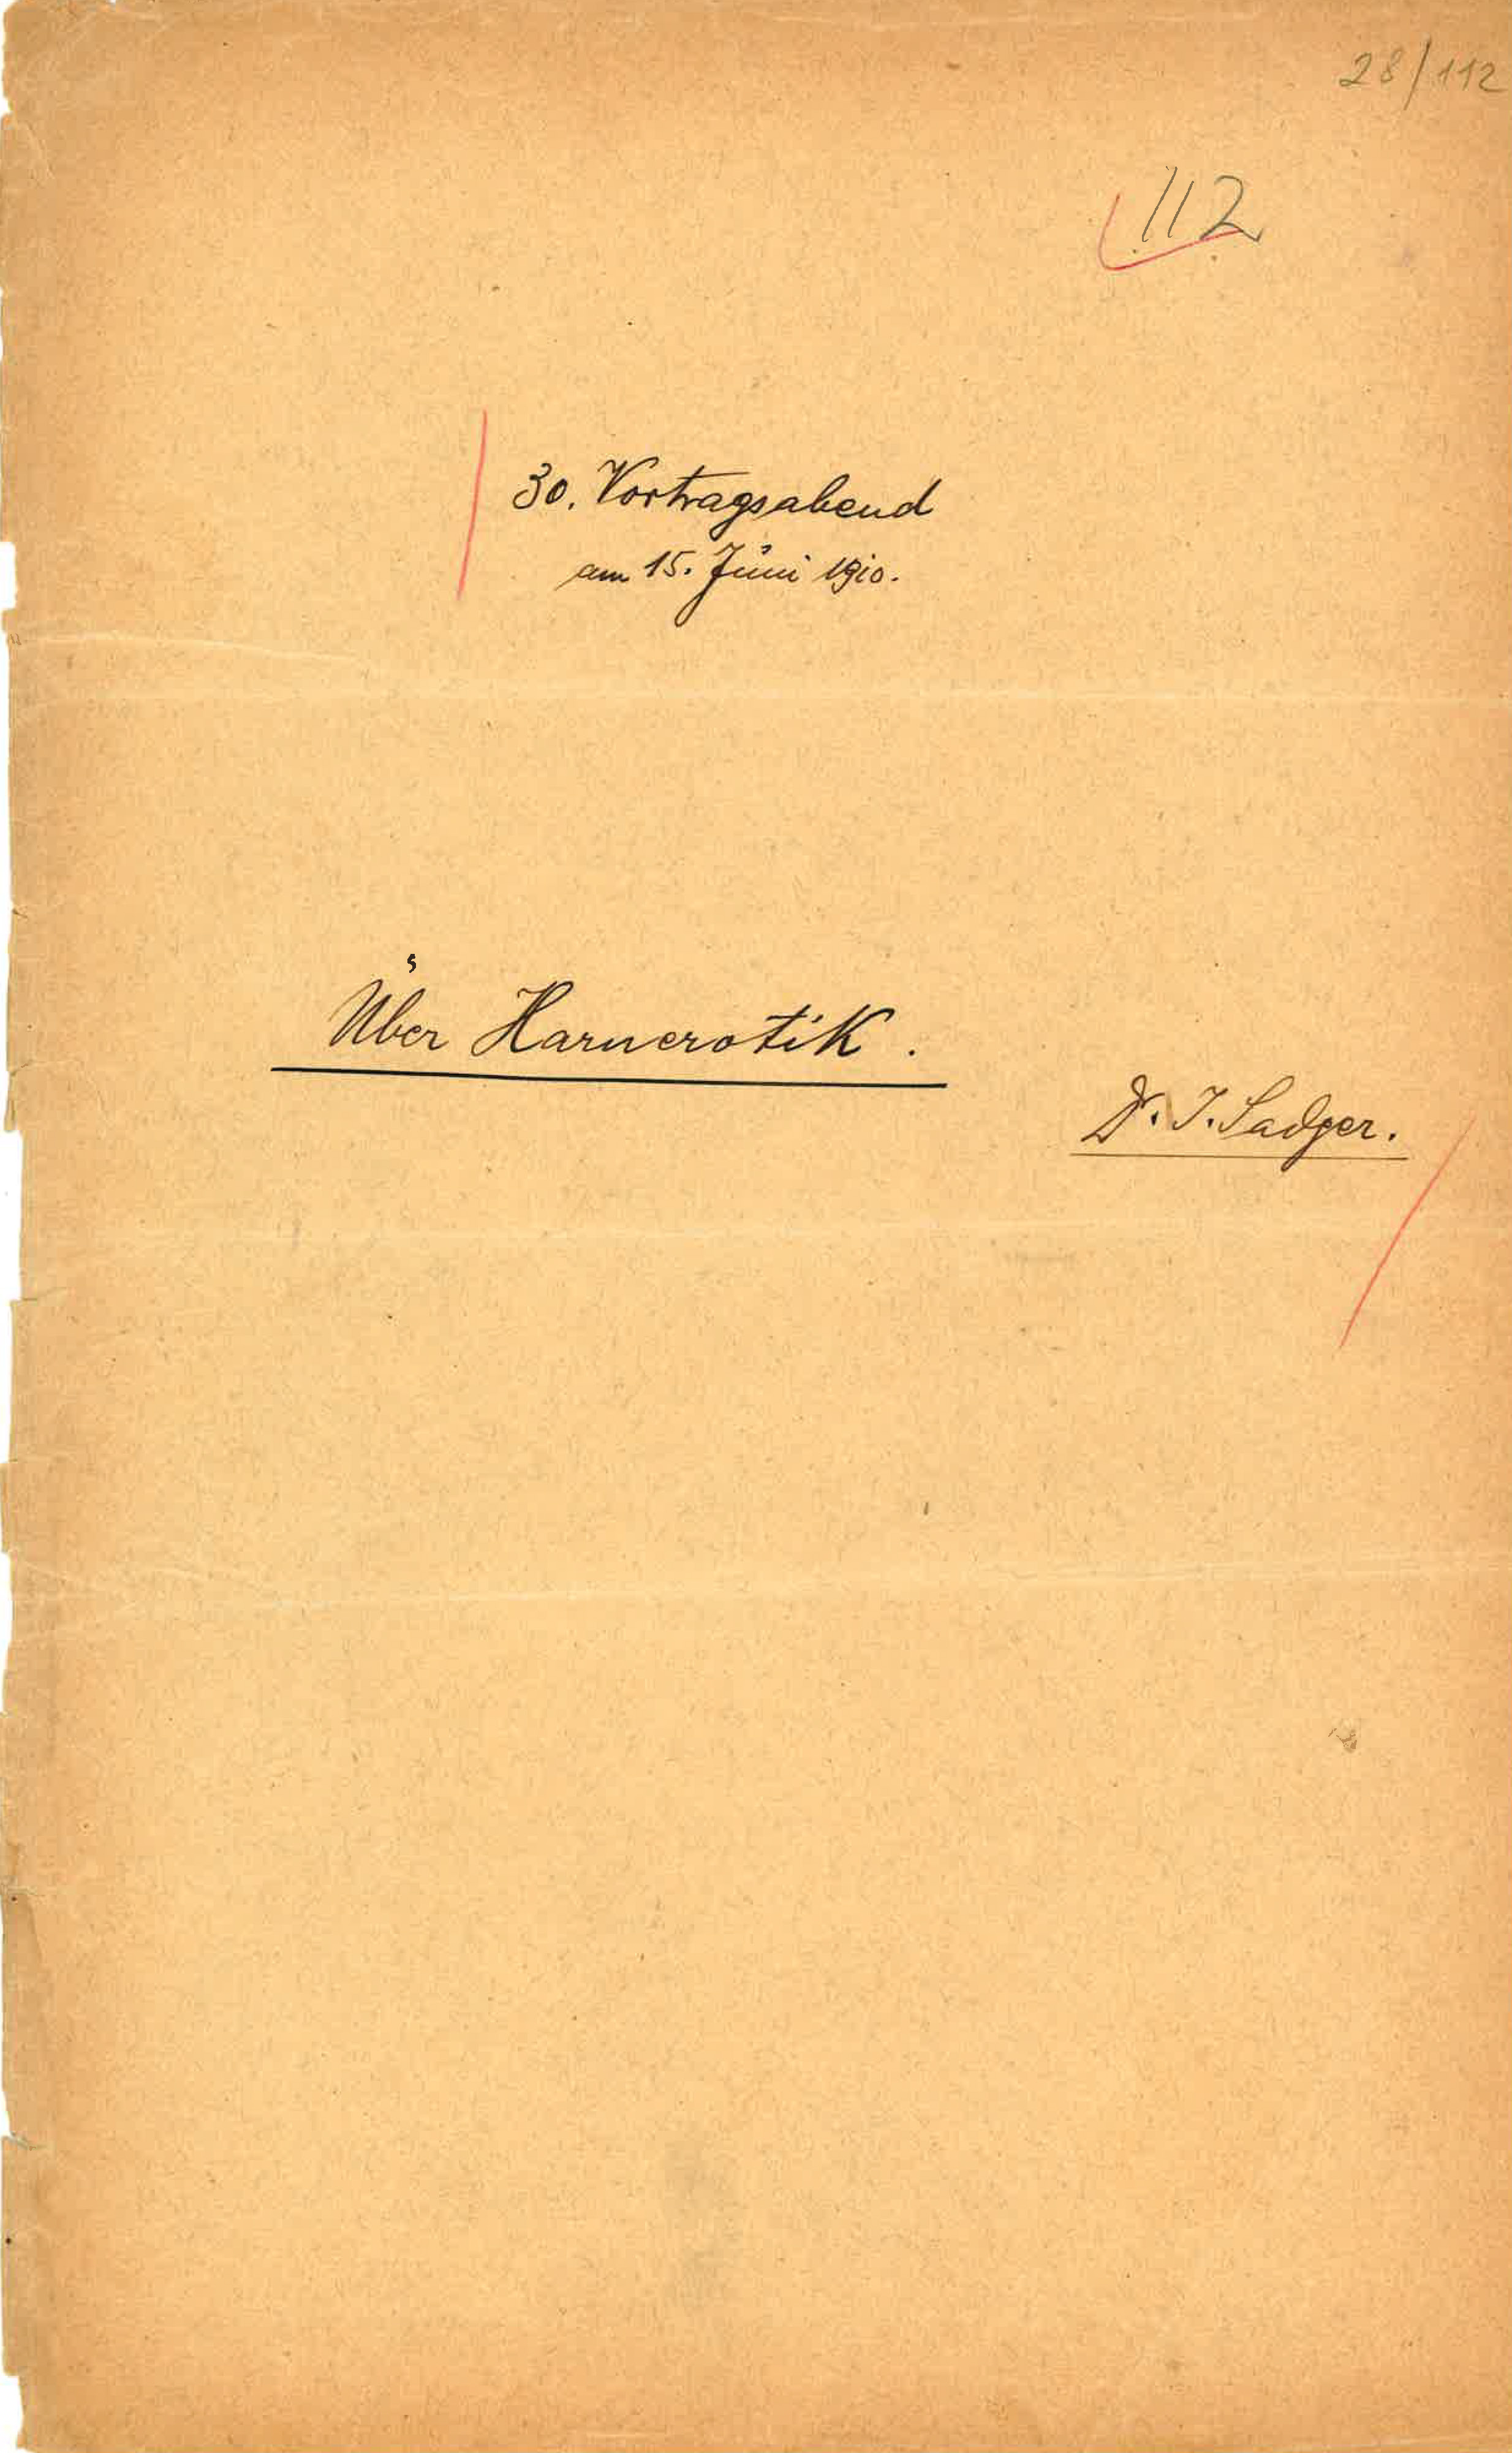 28/112
112
30. Vortragsabend
am 15. Juni 1910.
Über Harnerotik.
Dr. I. Sadger.